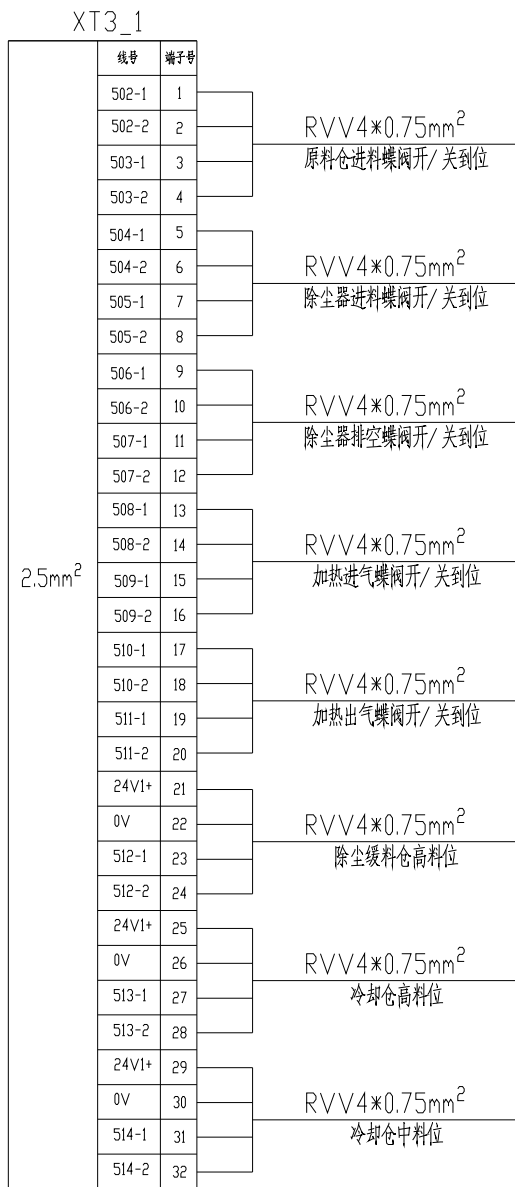 XT3_1
线号 端子号
502-1 1
502-2 2
RVV4*0.75mm²
503-1 3
原料仓进料蝶阀开/关到位
503-2 4
504-1 5
504-2 6
RVV4*0.75mm²
505-1 7
除尘器进料蝶阀开/关到位
505-2 8
506-1 9
506-2 10
RVV4*0.75mm²
507-1 11
除尘器排空蝶阀开/关到位
507-2 12
508-1 13
508-2 14
RVV4*0.75mm²
2.5mm²
509-1 15
加热进气蝶阀开/关到位
509-2 16
510-1 17
510-2 18
RVV4*0.75mm²
511-1 19
加热出气蝶阀开/关到位
511-2 20
24V1+ 21
0V 22
RVV4*0.75mm²
512-1 23
除尘缓料仓高料位
512-2 24
24V1+ 25
0V 26
RVV4*0.75mm²
513-1 27
冷却仓高料位
513-2 28
24V1+ 29
0V 30
RVV4*0.75mm²
514-1 31
冷却仓中料位
514-2 32